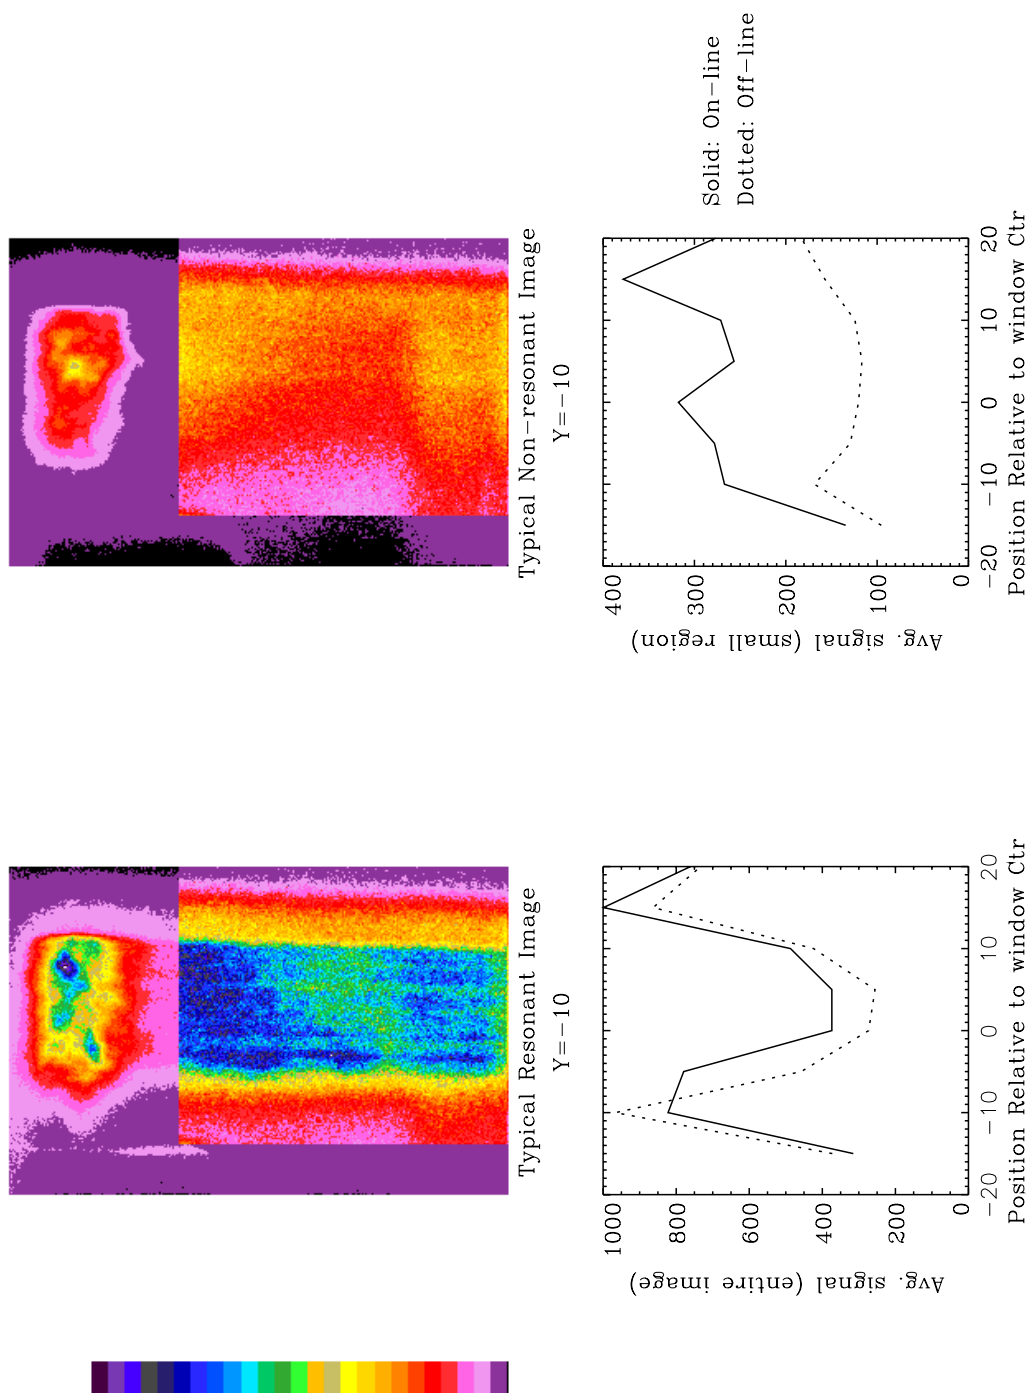 Typical Resonant Image
Y=−10
Typical Non−resonant Image
Y=−10
Avg. signal (entire image)
1000
800
600
400
200
0
−20
−10
0
10
20
Position Relative to window Ctr
Avg. signal (small region)
400
300
200
100
0
−20
−10
0
10
20
Position Relative to window Ctr
Solid: On−line
Dotted: Off−line